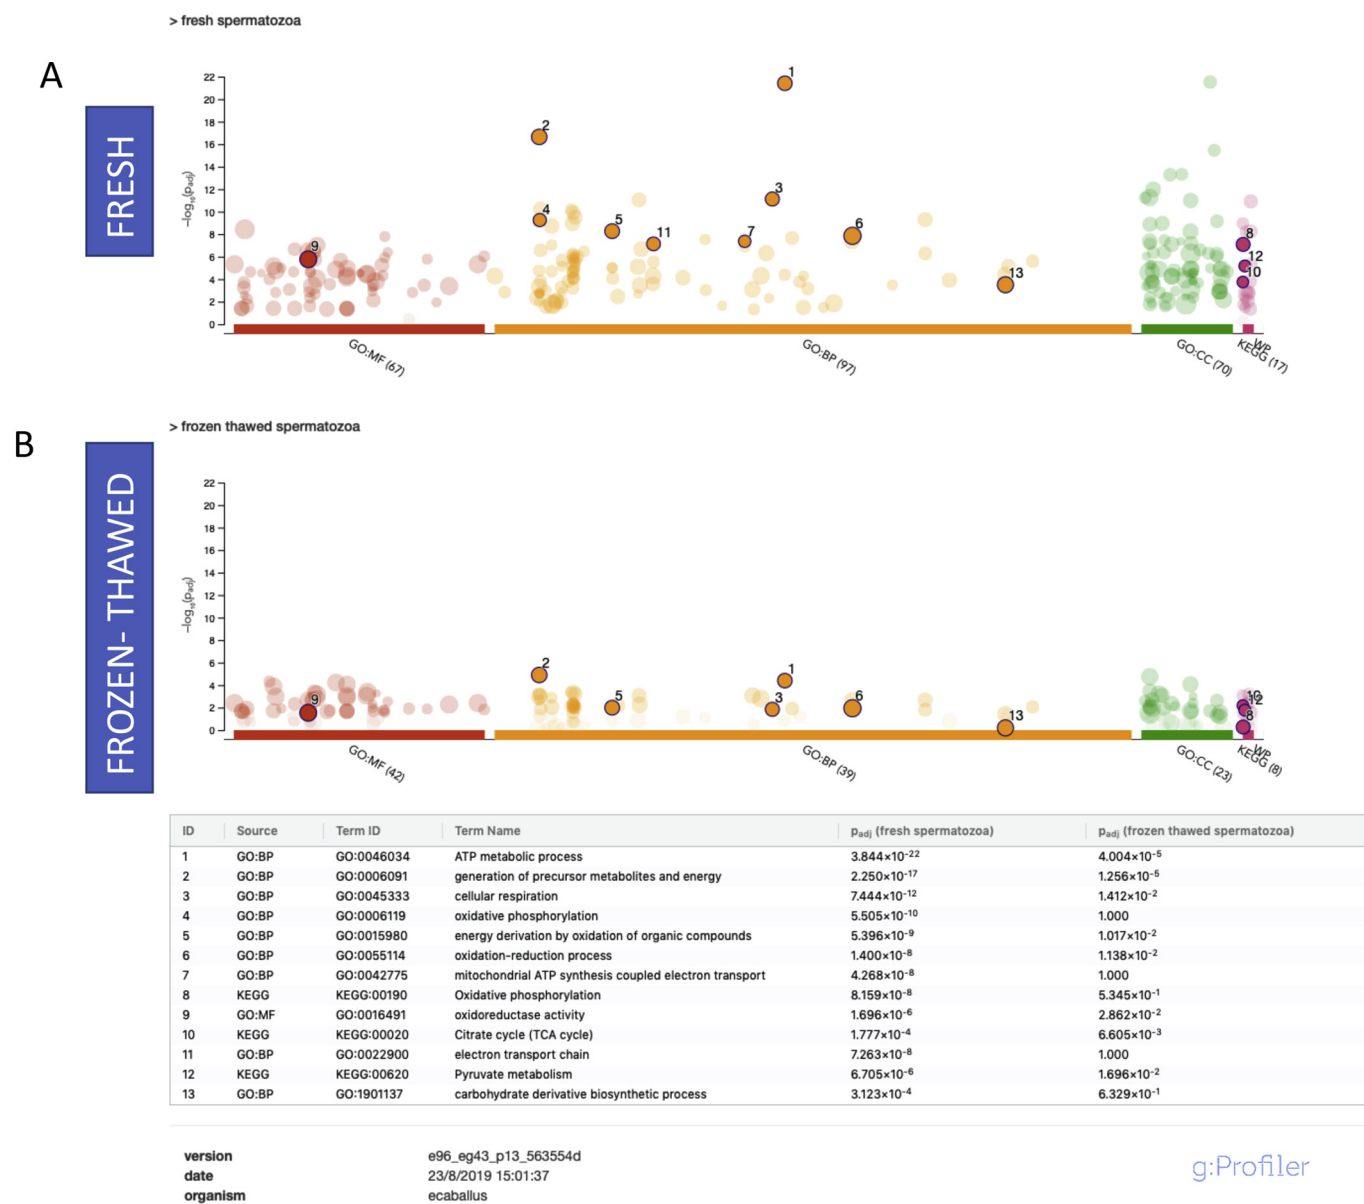 > fresh spermatozoa
A
FRESH
22
20
18
16
14
12
10
8
6
4
2
0
–log₁₀(padj)
1
2
3
4
5
6
7
8
9
10
11
12
13
GO:MF (67)
GO:BP (97)
GO:CC (70)
KEGG (17)
WP
> frozen thawed spermatozoa
B
FROZEN- THAWED
22
20
18
16
14
12
10
8
6
4
2
0
–log₁₀(padj)
1
2
3
5
6
8
9
10
12
13
GO:MF (42)
GO:BP (39)
GO:CC (23)
KEGG (8)
WP
ID Source Term ID Term Name padj (fresh spermatozoa) padj (frozen thawed spermatozoa)
1 GO:BP GO:0046034 ATP metabolic process 3.844×10⁻²² 4.004×10⁻⁵
2 GO:BP GO:0006091 generation of precursor metabolites and energy 2.250×10⁻¹⁷ 1.256×10⁻⁵
3 GO:BP GO:0045333 cellular respiration 7.444×10⁻¹² 1.412×10⁻²
4 GO:BP GO:0006119 oxidative phosphorylation 5.505×10⁻¹⁰ 1.000
5 GO:BP GO:0015980 energy derivation by oxidation of organic compounds 5.396×10⁻⁹ 1.017×10⁻²
6 GO:BP GO:0055114 oxidation-reduction process 1.400×10⁻⁸ 1.138×10⁻²
7 GO:BP GO:0042775 mitochondrial ATP synthesis coupled electron transport 4.268×10⁻⁸ 1.000
8 KEGG KEGG:00190 Oxidative phosphorylation 8.159×10⁻⁸ 5.345×10⁻¹
9 GO:MF GO:0016491 oxidoreductase activity 1.696×10⁻⁶ 2.862×10⁻²
10 KEGG KEGG:00020 Citrate cycle (TCA cycle) 1.777×10⁻⁴ 6.605×10⁻³
11 GO:BP GO:0022900 electron transport chain 7.263×10⁻⁸ 1.000
12 KEGG KEGG:00620 Pyruvate metabolism 6.705×10⁻⁶ 1.696×10⁻²
13 GO:BP GO:1901137 carbohydrate derivative biosynthetic process 3.123×10⁻⁴ 6.329×10⁻¹
version e96_eg43_p13_563554d
date 23/8/2019 15:01:37
organism ecaballus
g:Profiler